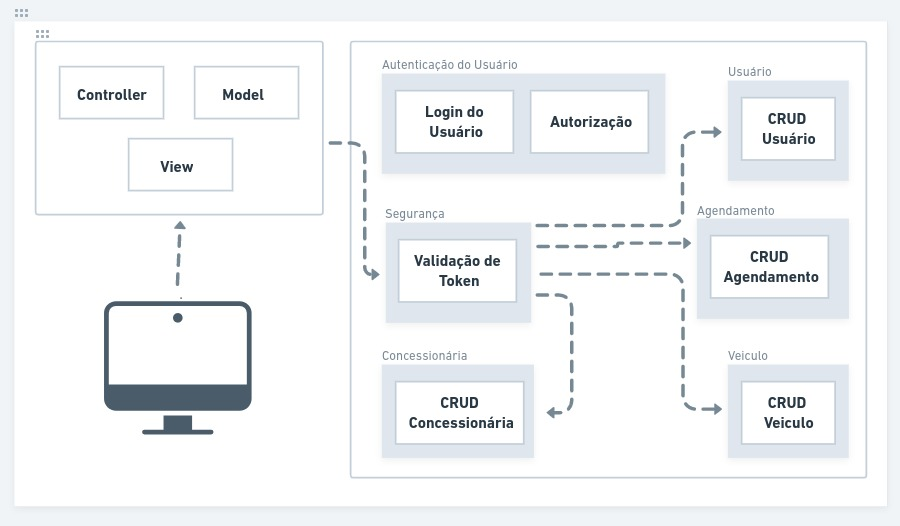 Controller
Model
View
Autenticação do Usuário
Login do
Usuário
Autorização
Usuário
CRUD
Usuário
Segurança
Validação de
Token
Agendamento
CRUD
Agendamento
Concessionária
CRUD
Concessionária
Veiculo
CRUD
Veiculo